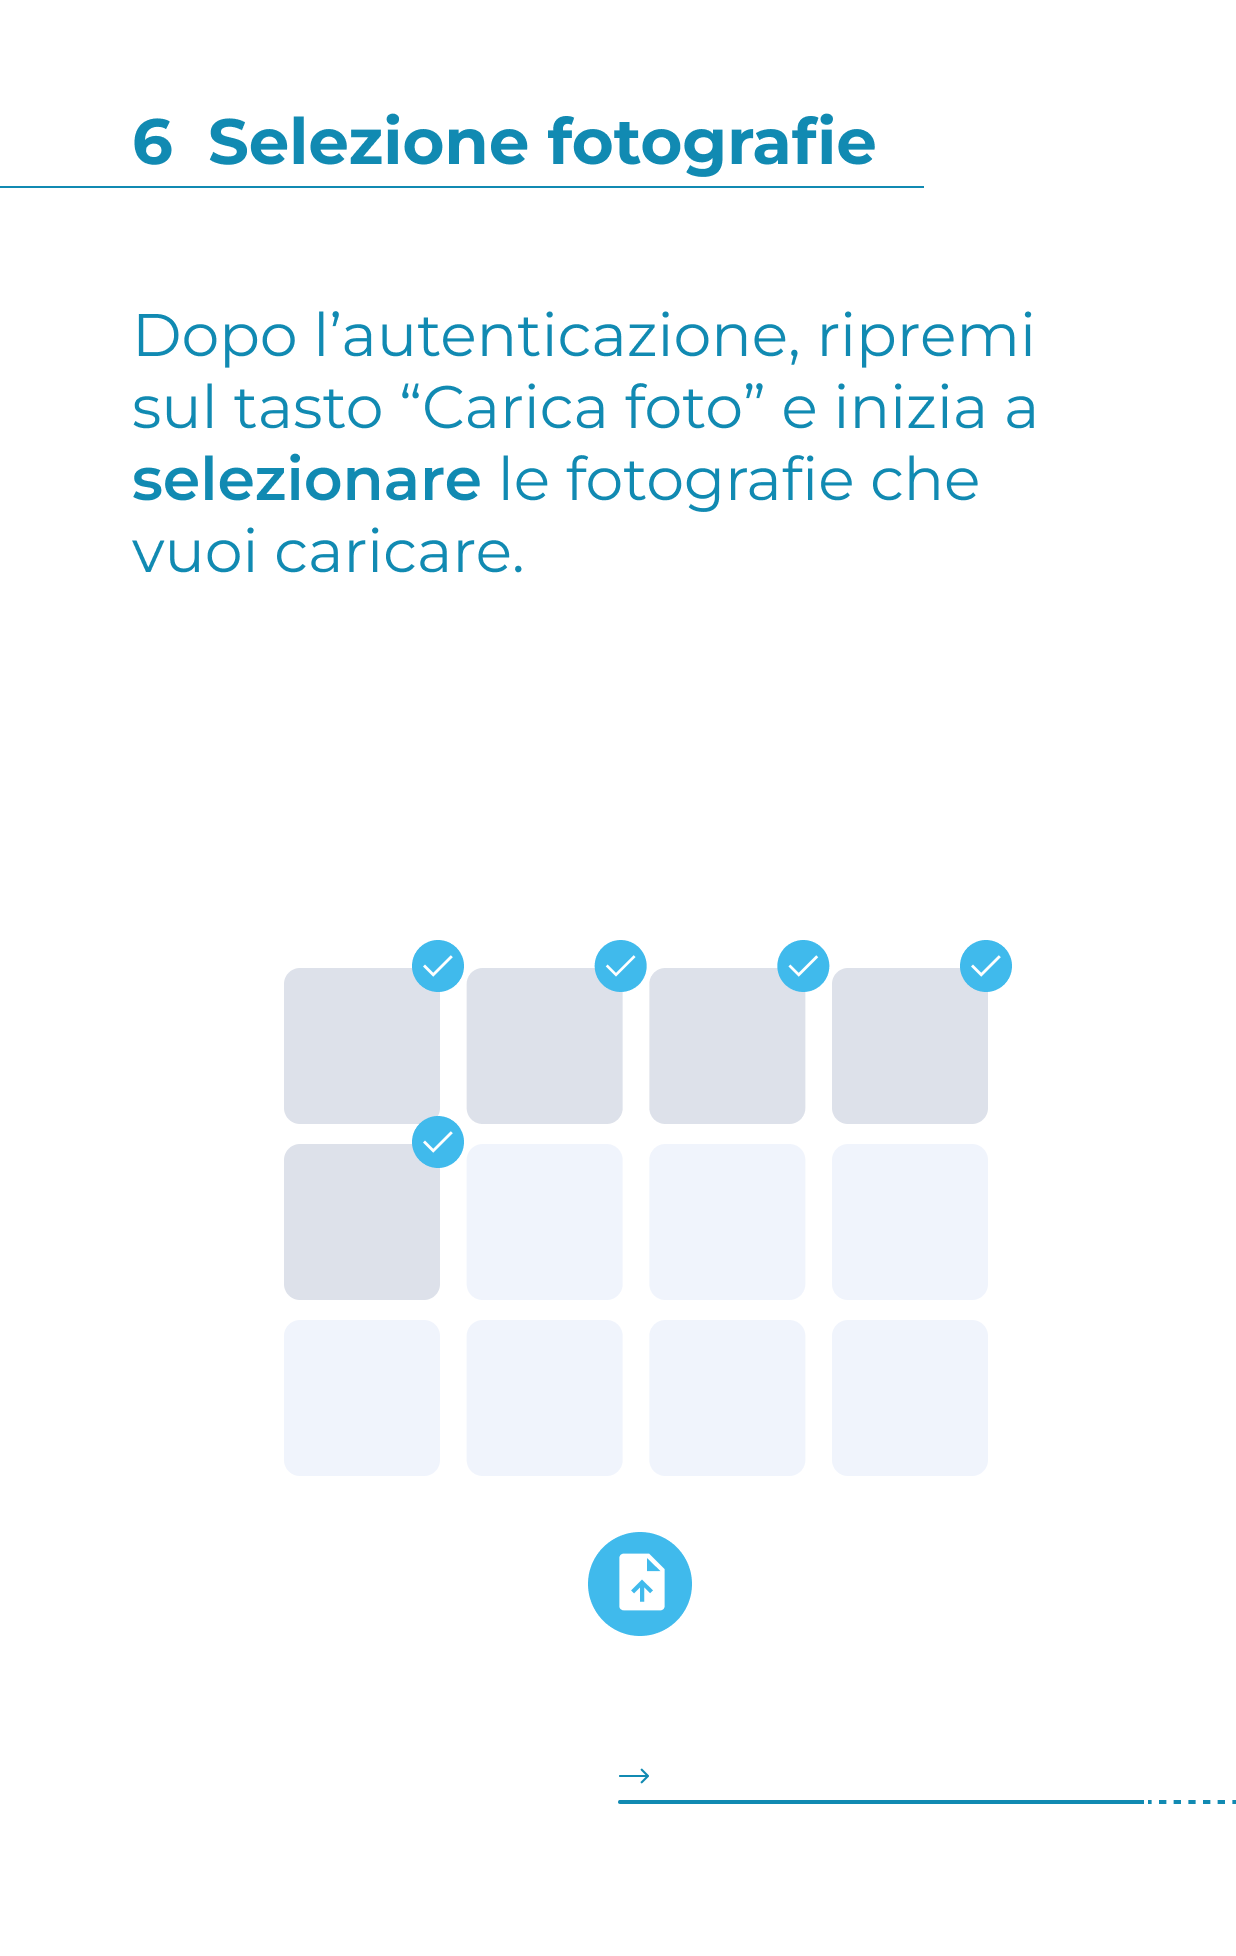 6 Selezione fotografie
Dopo l’autenticazione, ripremi
sul tasto “Carica foto” e inizia a
selezionare le fotografie che
vuoi caricare.